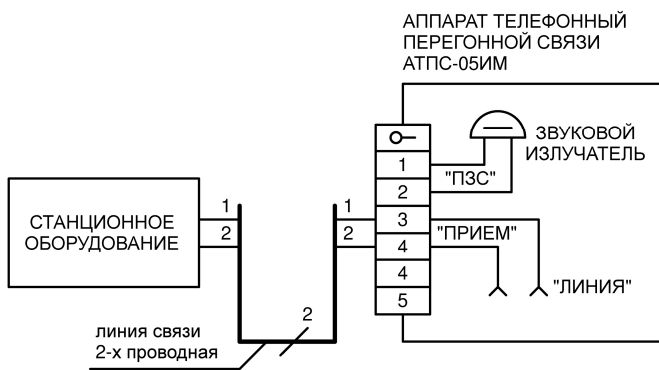 АППАРАТ ТЕЛЕФОННЫЙ
ПЕРЕГОННОЙ СВЯЗИ
АТПС-05ИМ
ЗВУКОВОЙ
ИЗЛУЧАТЕЛЬ
1
"ПЗС"
2
СТАНЦИОННОЕ
ОБОРУДОВАНИЕ
1
2
1
2
3
4
"ПРИЕМ"
4
5
"ЛИНИЯ"
2
линия связи
2-х проводная